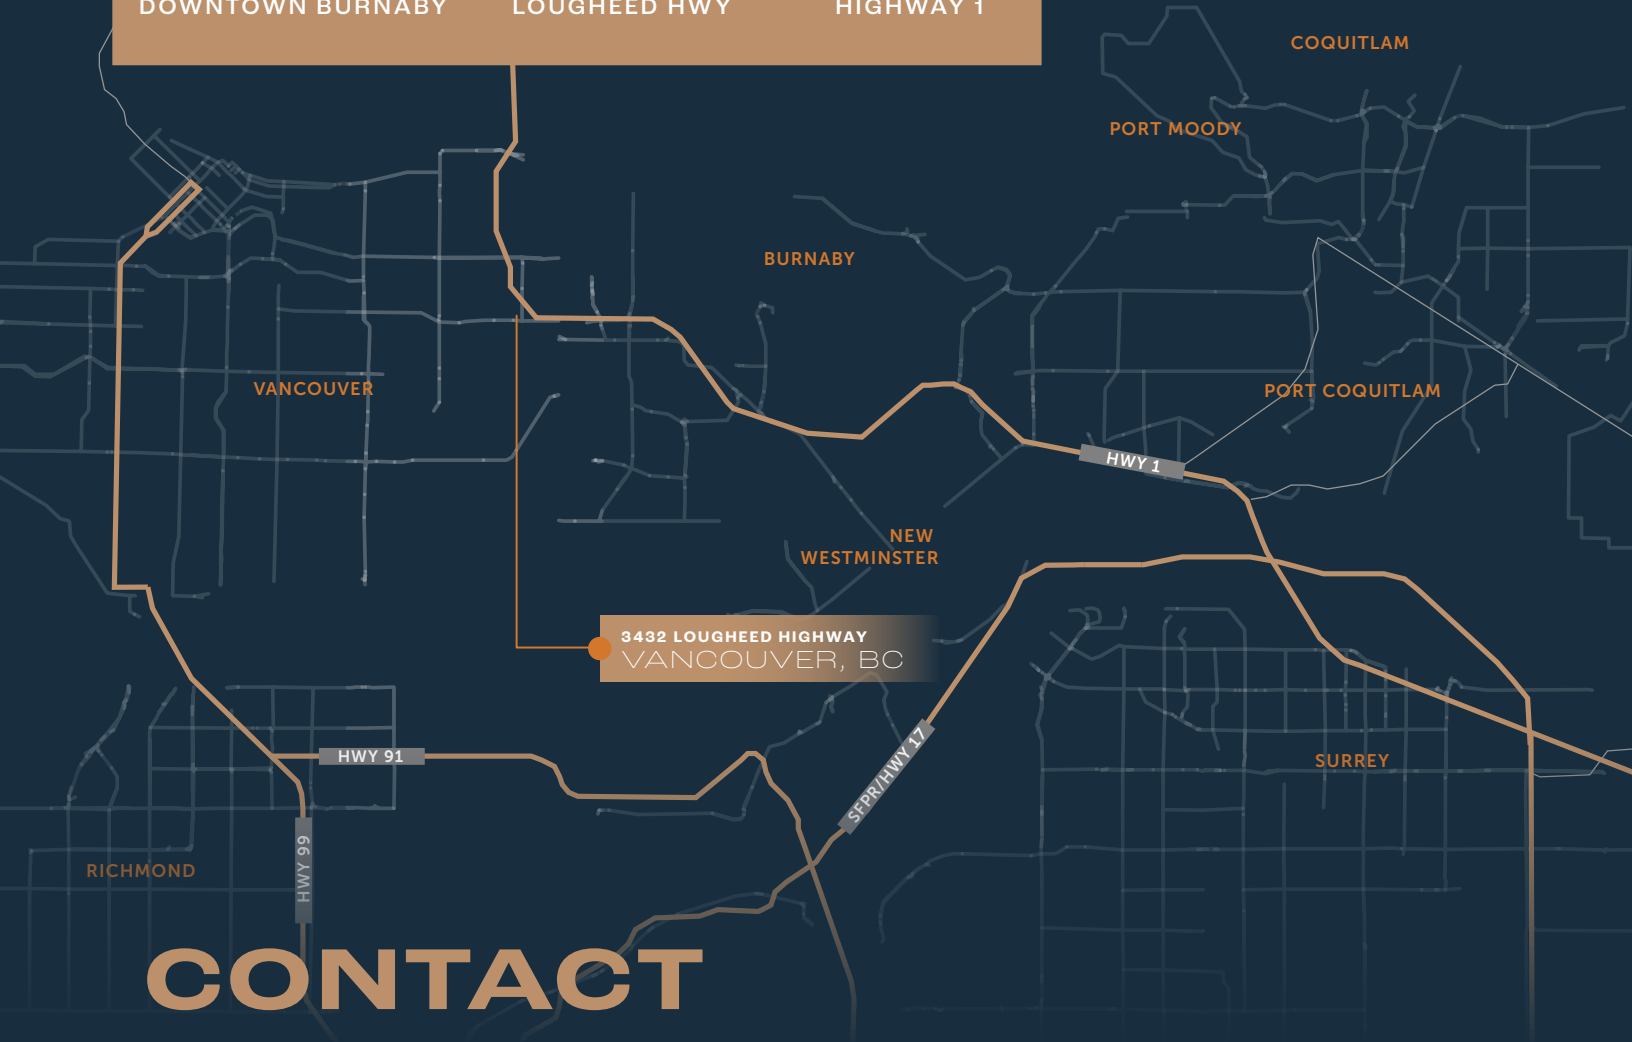 DOWNTOWN BURNABY
LOUGHEED HWY
HIGHWAY 1
COQUITLAM
PORT MOODY
BURNABY
VANCOUVER
PORT COQUITLAM
HWY 1
NEW
WESTMINSTER
3432 LOUGHEED HIGHWAY
VANCOUVER, BC
HWY 91
SFPR/HWY 17
SURREY
HWY 99
RICHMOND
CONTACT